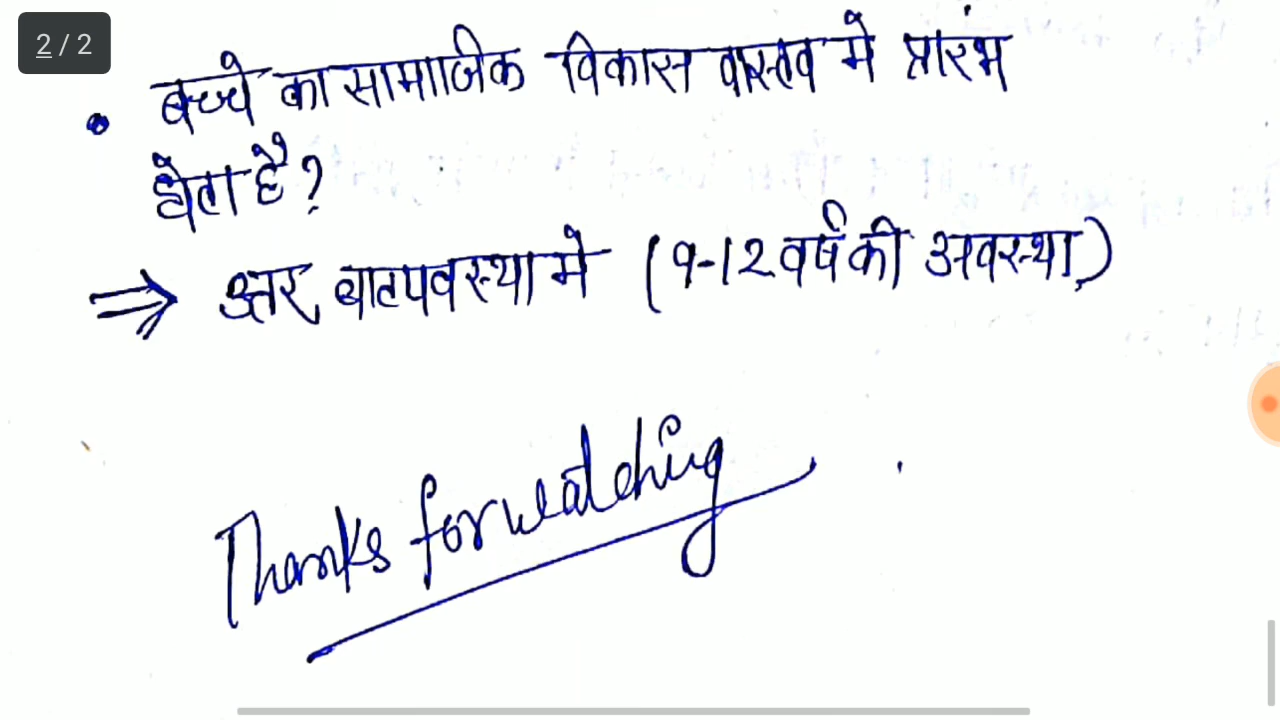 2 / 2
• बच्चे का सामाजिक विकास वास्तव मे प्रारंभ
होता है?
⇒ उत्तर बाल्यवस्था मे (9-12 वर्ष की अवस्था)
Thanks for watching